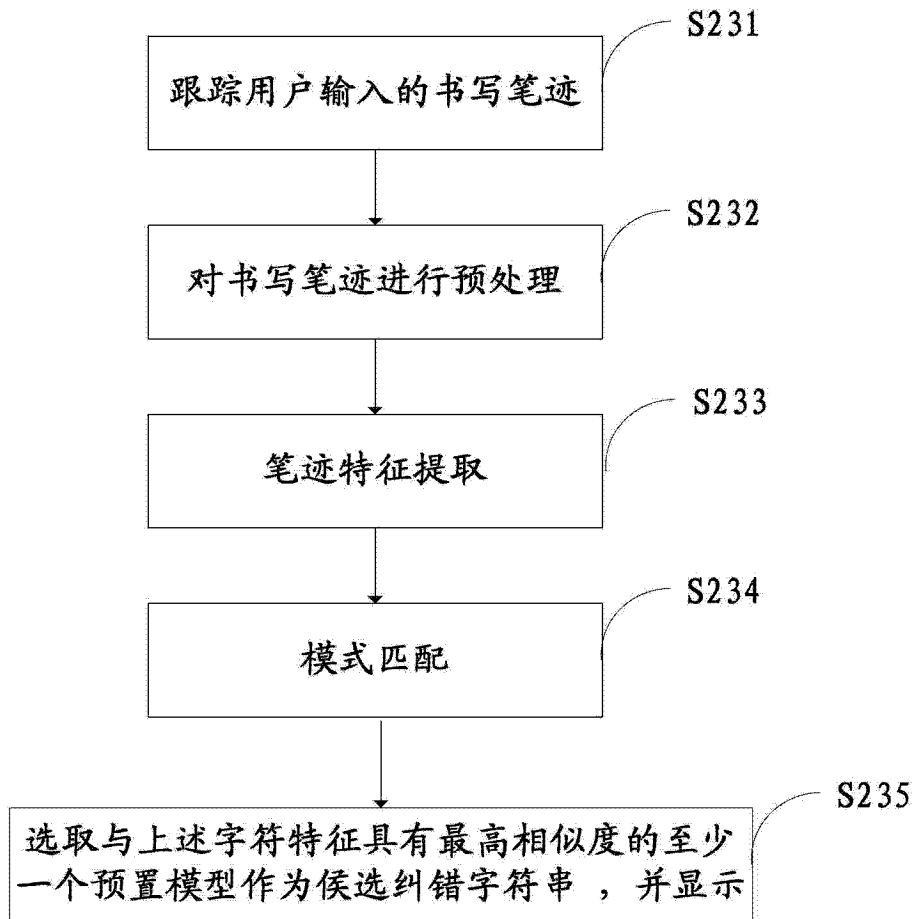 S231
跟踪用户输入的书写笔迹
S232
对书写笔迹进行预处理
S233
笔迹特征提取
S234
模式匹配
S235
选取与上述字符特征具有最高相似度的至少
一个预置模型作为侯选纠错字符串 ，并显示